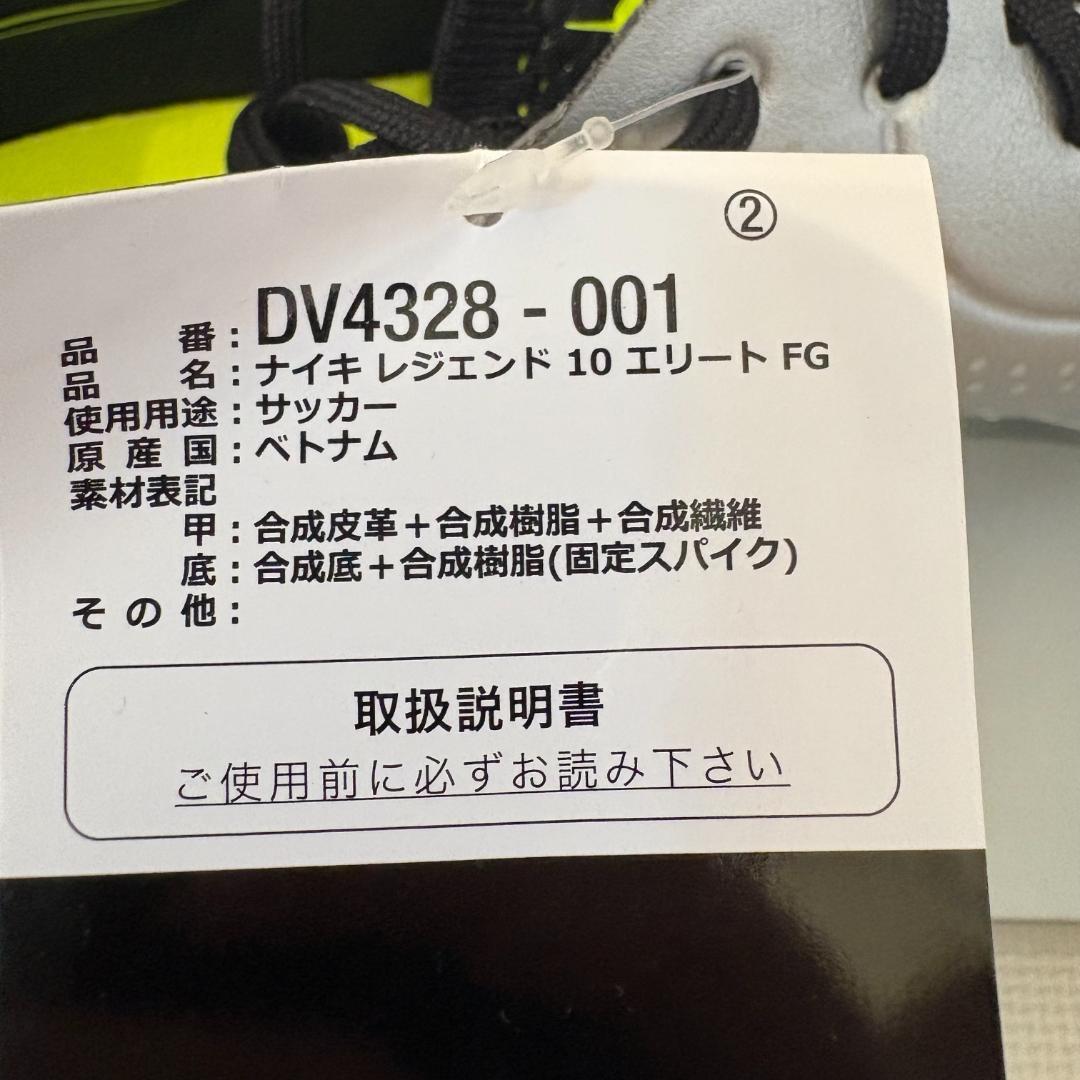 ②
品番：DV4328 - 001
品名：ナイキ レジェンド 10 エリート FG
使用用途：サッカー
原産国：ベトナム
素材表記
甲：合成皮革＋合成樹脂＋合成繊維
底：合成底＋合成樹脂(固定スパイク)
その他：
取扱説明書
ご使用前に必ずお読み下さい